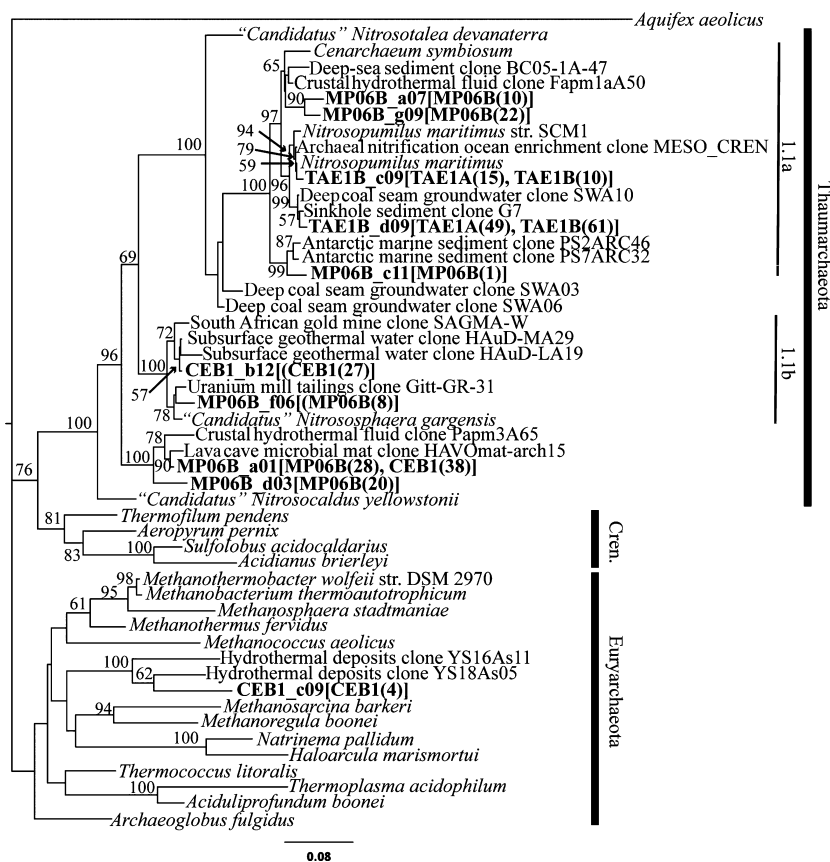 Aquifex aeolicus
“Candidatus” Nitrosotalea devanaterra
Cenarchaeum symbiosum
65
Deep-sea sediment clone BC05-1A-47
Crustal hydrothermal fluid clone Fapm1aA50
90
MP06B_a07[MP06B(10)]
MP06B_g09[MP06B(22)]
97
94
Nitrosopumilus maritimus str. SCM1
100
79
Archaeal nitrification ocean enrichment clone MESO_CREN
59
Nitrosopumilus maritimus
TAE1B_c09[TAE1A(15), TAE1B(10)]
100
96
Deep coal seam groundwater clone SWA10
99
Sinkhole sediment clone G7
57
TAE1B_d09[TAE1A(49), TAE1B(61)]
87
Antarctic marine sediment clone PS2ARC46
Antarctic marine sediment clone PS7ARC32
99
MP06B_c11[MP06B(1)]
1.1a
69
Deep coal seam groundwater clone SWA03
Deep coal seam groundwater clone SWA06
South African gold mine clone SAGMA-W
72
Subsurface geothermal water clone HAuD-MA29
Subsurface geothermal water clone HAuD-LA19
96
100
CEB1_b12[(CEB1(27)]
57
Uranium mill tailings clone Gitt-GR-31
MP06B_f06[(MP06B(8)]
78
“Candidatus” Nitrososphaera gargensis
1.1b
100
78
Crustal hydrothermal fluid clone Papm3A65
Lava cave microbial mat clone HAVOmat-arch15
100
90
MP06B_a01[MP06B(28), CEB1(38)]
MP06B_d03[MP06B(20)]
76
“Candidatus” Nitrosocaldus yellowstonii
Thaumarchaeota
81
Thermofilum pendens
Aeropyrum pernix
83
100
Sulfolobus acidocaldarius
Acidianus brierleyi
Cren.
98
Methanothermobacter wolfeii str. DSM 2970
95
Methanobacterium thermoautotrophicum
61
Methanosphaera stadtmaniae
Methanothermus fervidus
Methanococcus aeolicus
100
Hydrothermal deposits clone YS16As11
62
Hydrothermal deposits clone YS18As05
CEB1_c09[CEB1(4)]
94
Methanosarcina barkeri
Methanoregula boonei
100
Natrinema pallidum
Haloarcula marismortui
Thermococcus litoralis
100
Thermoplasma acidophilum
Aciduliprofundum boonei
Archaeoglobus fulgidus
Euryarchaeota
0.08